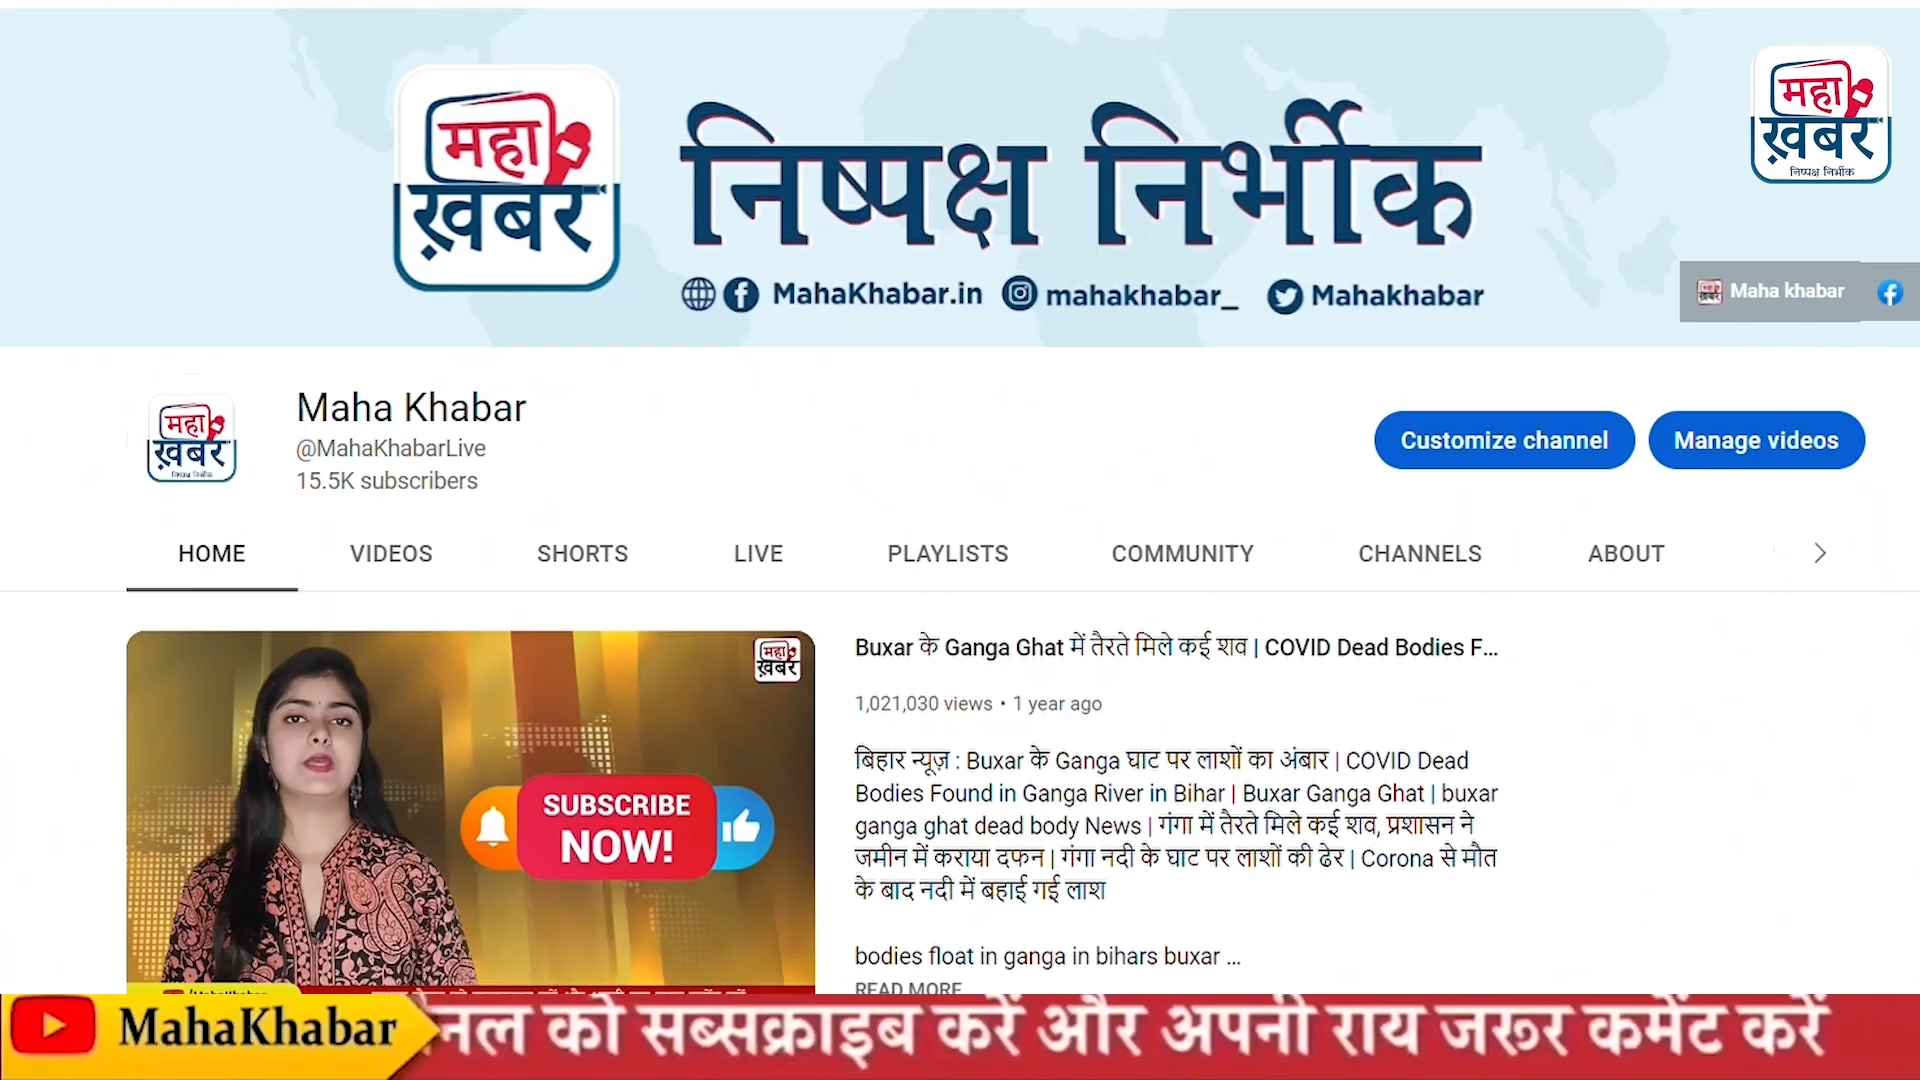 महा
ख़बर
निष्पक्ष निर्भीक
MahaKhabar.in
mahakhabar_
Mahakhabar
महा
ख़बर
निष्पक्ष निर्भीक
Maha khabar
महा
ख़बर
निष्पक्ष निर्भीक
Maha Khabar
@MahaKhabarLive
15.5K subscribers
Customize channel
Manage videos
HOME
VIDEOS
SHORTS
LIVE
PLAYLISTS
COMMUNITY
CHANNELS
ABOUT
महा
ख़बर
SUBSCRIBE
NOW!
Buxar के Ganga Ghat में तैरते मिले कई शव | COVID Dead Bodies F...
1,021,030 views • 1 year ago
बिहार न्यूज़ : Buxar के Ganga घाट पर लाशों का अंबार | COVID Dead
Bodies Found in Ganga River in Bihar | Buxar Ganga Ghat | buxar
ganga ghat dead body News | गंगा में तैरते मिले कई शव, प्रशासन ने
जमीन में कराया दफन | गंगा नदी के घाट पर लाशों की ढेर | Corona से मौत
के बाद नदी में बहाई गई लाश
bodies float in ganga in bihars buxar ...
READ MORE
MahaKhabar
नल को सब्सक्राइब करें और अपनी राय जरूर कमेंट करें